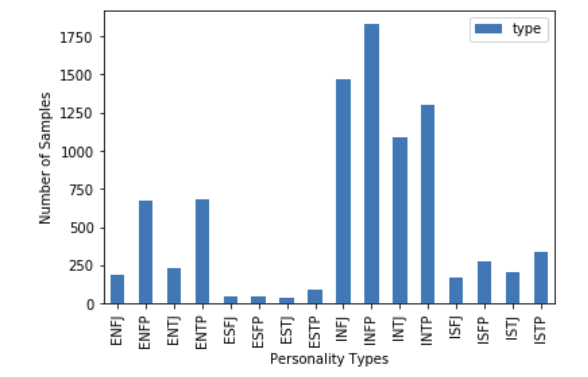 type
1750
1500
1250
1000
750
500
250
0
Number of Samples
ENFJ
ENFP
ENTJ
ENTP
ESFJ
ESFP
ESTJ
ESTP
INFJ
INFP
INTJ
INTP
ISFJ
ISFP
ISTJ
ISTP
Personality Types